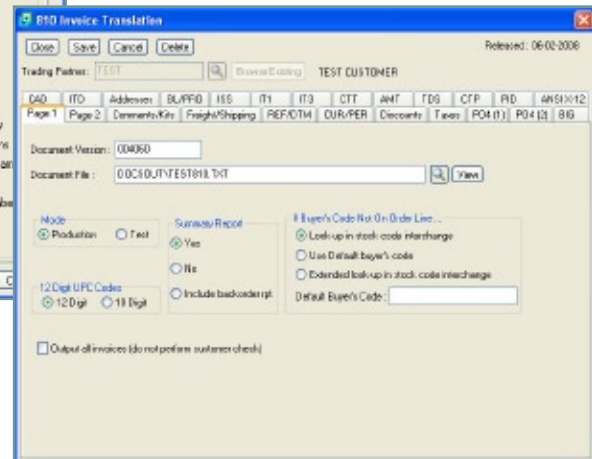 810 Invoice Translation
Close Save Cancel Delete Released: 06-02-2008
Trading Partner: TEST Browse Existing TEST CUSTOMER
CAD ITD Addresses BL/PRO ISS IT1 IT3 CTT AMT TDS CTP PID ANSI X12
Page 1 Page 2 Comments/Kits Freight/Shipping REF/DTM CUR/PER Discounts Taxes PO4 (1) PO4 (2) BIG
Document Version: 004060
Document File : DOCSOUT\TEST810.TXT View
Mode
Production Test
12 Digit UPC Codes
12 Digit 10 Digit
Summary Report
Yes
No
Include backorder rpt
If Buyer's Code Not On Order Line...
Look up in stock code interchange
Use Default buyer's code
Extended look-up in stock code interchange
Default Buyer's Code :
Output all invoices (do not perform customer check)